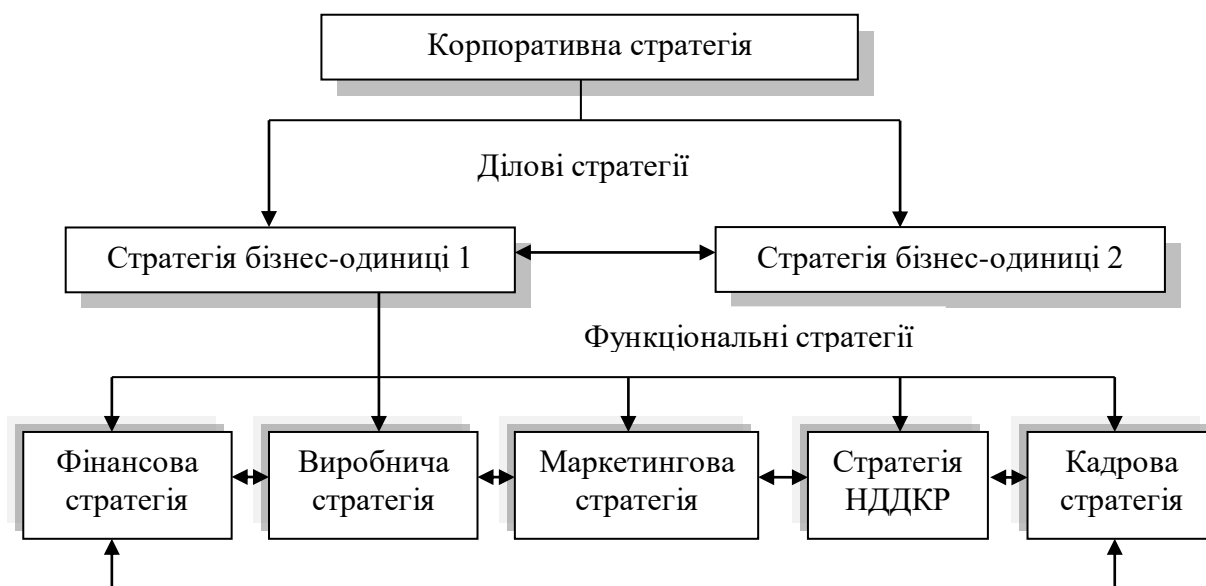 Корпоративна стратегія
Ділові стратегії
Стратегія бізнес-одиниці 1
Стратегія бізнес-одиниці 2
Функціональні стратегії
Фінансова
стратегія
Виробнича
стратегія
Маркетингова
стратегія
Стратегія
НДДКР
Кадрова
стратегія